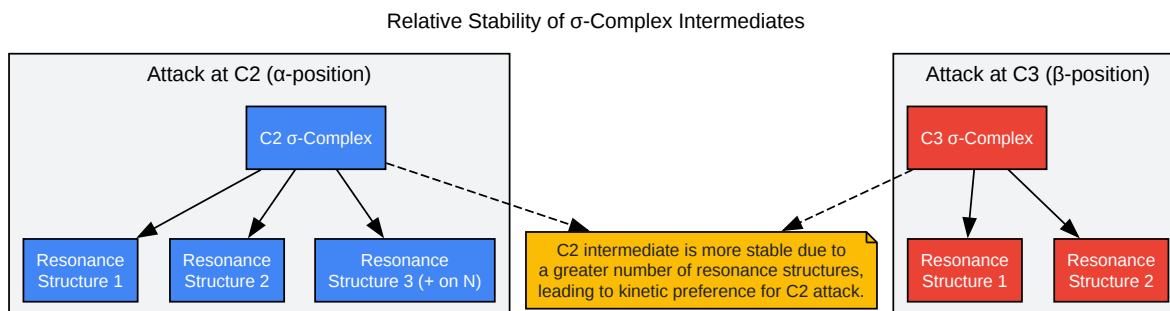 Relative Stability of σ-Complex Intermediates
Attack at C2 (α-position)
C2 σ-Complex
Resonance
Structure 1
Resonance
Structure 2
Resonance
Structure 3 (+ on N)
C2 intermediate is more stable due to
a greater number of resonance structures,
leading to kinetic preference for C2 attack.
Attack at C3 (β-position)
C3 σ-Complex
Resonance
Structure 1
Resonance
Structure 2